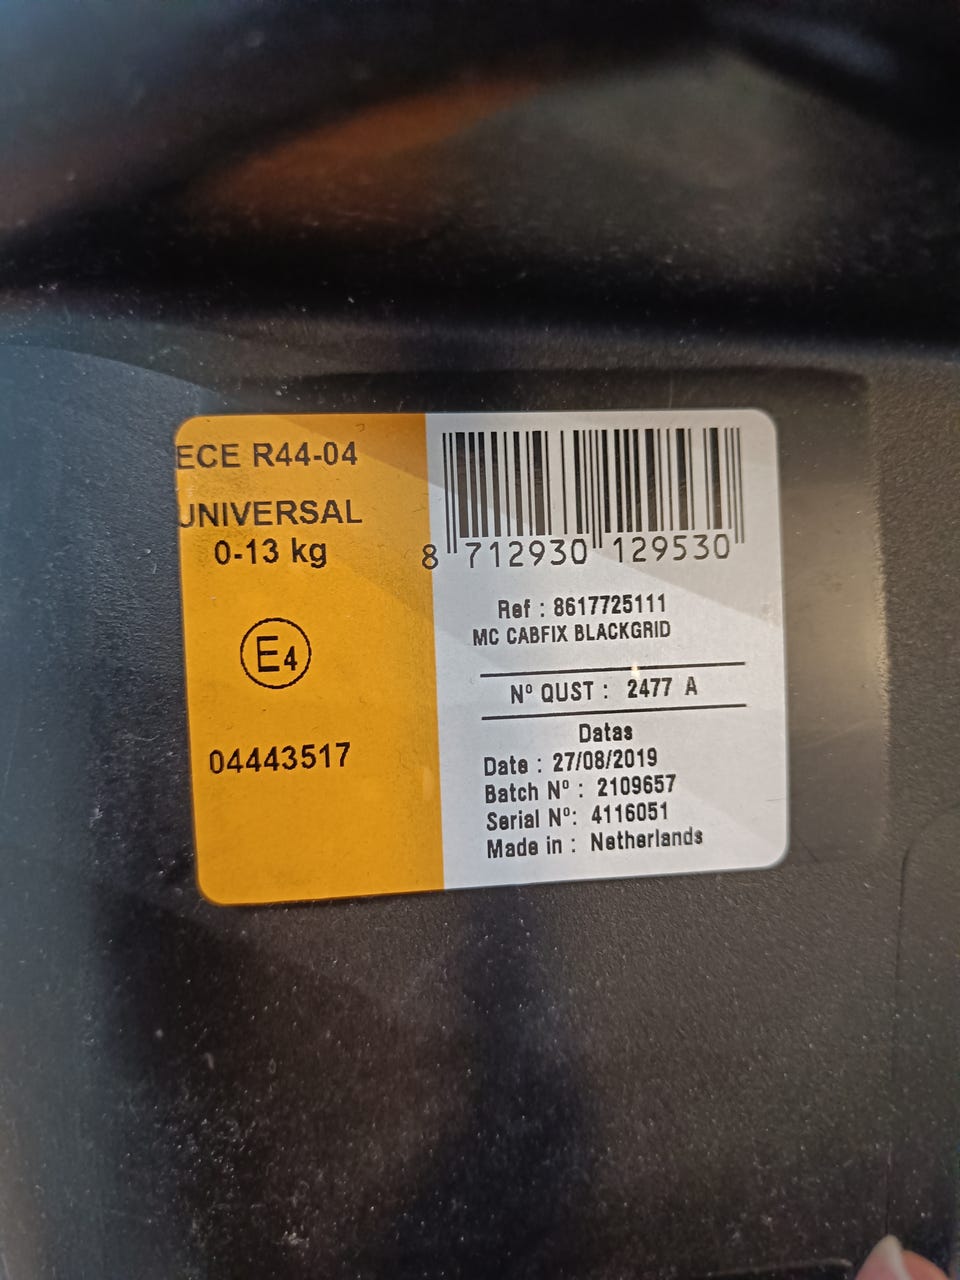 ECE R44-04
UNIVERSAL
0-13 kg
E4
04443517
8 712930 129530
Ref : 8617725111
MC CABFIX BLACKGRID
Nº QUST : 2477 A
Datas
Date : 27/08/2019
Batch Nº : 2109657
Serial Nº: 4116051
Made in : Netherlands